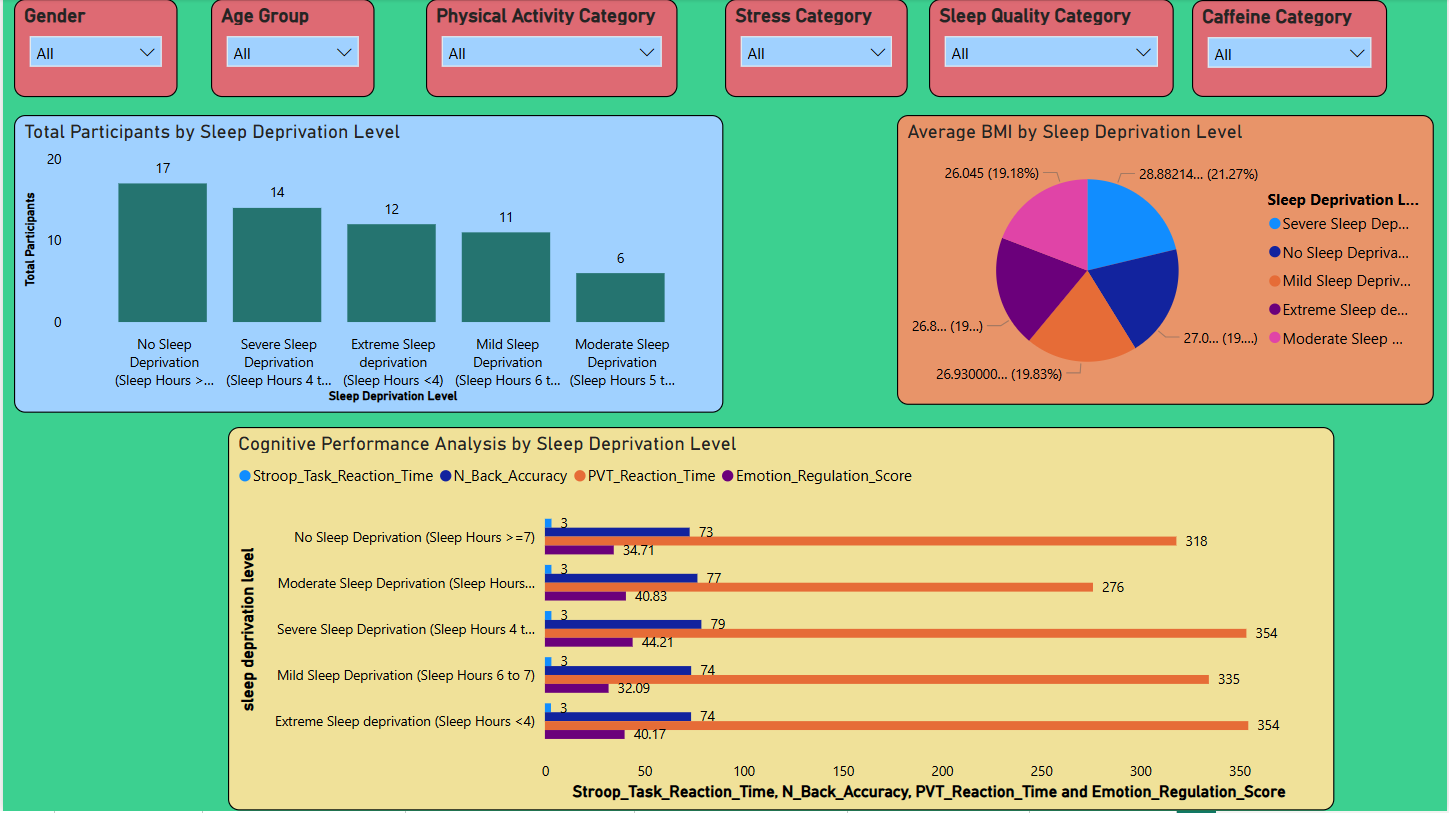 Gender
Age Group
Physical Activity Category
Stress Category
Sleep Quality Category
Caffeine Category
All
All
All
All
All
All
Total Participants by Sleep Deprivation Level
Total Participants
20
10
0
17
14
12
11
6
No Sleep
Deprivation
(Sleep Hours >...
Severe Sleep
Deprivation
(Sleep Hours 4 t...
Extreme Sleep
deprivation
(Sleep Hours <4)
Mild Sleep
Deprivation
(Sleep Hours 6 t...
Moderate Sleep
Deprivation
(Sleep Hours 5 t...
Sleep Deprivation Level
Average BMI by Sleep Deprivation Level
26.045 (19.18%)
28.88214... (21.27%)
26.8... (19...)
27.0... (19....)
26.930000... (19.83%)
Sleep Deprivation L...
Severe Sleep Dep...
No Sleep Depriva...
Mild Sleep Depriv...
Extreme Sleep de...
Moderate Sleep ...
Cognitive Performance Analysis by Sleep Deprivation Level
Stroop_Task_Reaction_Time N_Back_Accuracy PVT_Reaction_Time Emotion_Regulation_Score
sleep deprivation level
No Sleep Deprivation (Sleep Hours >=7)
3
73
318
34.71
Moderate Sleep Deprivation (Sleep Hours...
3
77
276
40.83
Severe Sleep Deprivation (Sleep Hours 4 t...
3
79
354
44.21
Mild Sleep Deprivation (Sleep Hours 6 to 7)
3
74
335
32.09
Extreme Sleep deprivation (Sleep Hours <4)
3
74
354
40.17
0 50 100 150 200 250 300 350
Stroop_Task_Reaction_Time, N_Back_Accuracy, PVT_Reaction_Time and Emotion_Regulation_Score